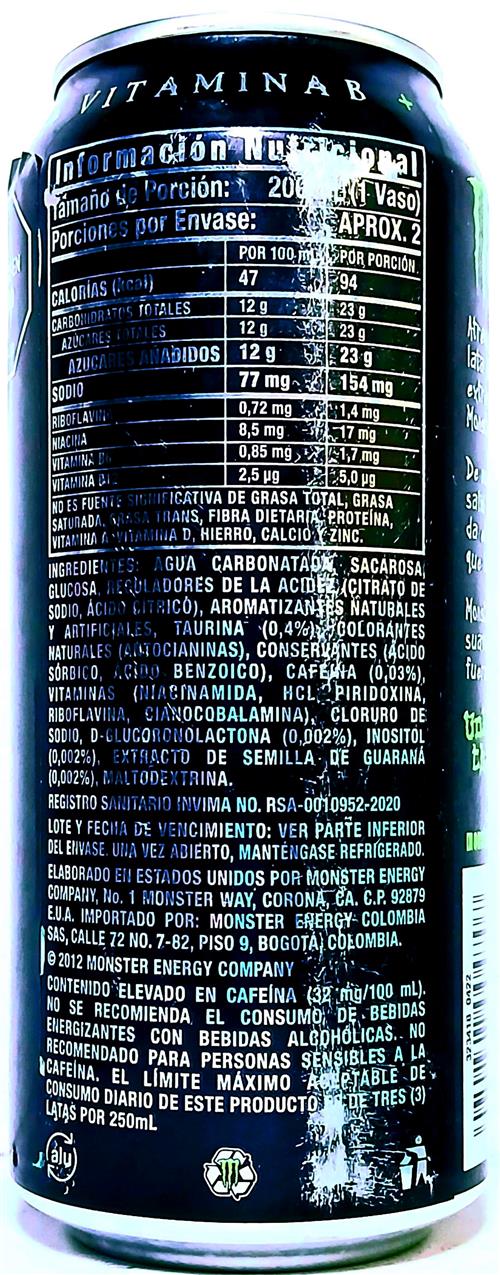 VITAMINA B +
Información Nutricional
Tamaño de Porción: (1 Vaso)
Porciones por Envase: APROX. 2
POR 100 mL POR PORCIÓN
CALORÍAS (kcal) 47 94
CARBOHIDRATOS TOTALES 12 g 23 g
AZÚCARES TOTALES 12 g 23 g
AZÚCARES AÑADIDOS 12 g 23 g
SODIO 77 mg 154 mg
RIBOFLAVINA 0,72 mg 1,4 mg
NIACINA 8,5 mg 17 mg
VITAMINA 0,85 mg 1,7 mg
VITAMINA 2,5 µg 5,0 µg
NO ES FUENTE SIGNIFICATIVA DE GRASA TOTAL, GRASA
SATURADA, GRASA TRANS, FIBRA DIETARIA, PROTEÍNA,
VITAMINA A, VITAMINA D, HIERRO, CALCIO, ZINC.
INGREDIENTES: AGUA CARBONATADA, SACAROSA,
GLUCOSA, REGULADORES DE LA ACIDEZ (CITRATO DE
SODIO, ÁCIDO CÍTRICO), AROMATIZANTES NATURALES
Y ARTIFICIALES, TAURINA (0,4%), COLORANTES
NATURALES (ANTOCIANINAS), CONSERVANTES (ÁCIDO
SÓRBICO, ÁCIDO BENZOICO), CAFEÍNA (0,03%),
VITAMINAS (NIACINAMIDA, HCL PIRIDOXINA,
RIBOFLAVINA, CIANOCOBALAMINA), CLORURO DE
SODIO, D-GLUCORONOLACTONA (0,002%), INOSITOL
(0,002%), EXTRACTO DE SEMILLA DE GUARANÁ
(0,002%), MALTODEXTRINA.
REGISTRO SANITARIO INVIMA NO. RSA-0010952-2020
LOTE Y FECHA DE VENCIMIENTO: VER PARTE INFERIOR
DEL ENVASE. UNA VEZ ABIERTO, MANTÉNGASE REFRIGERADO.
ELABORADO EN ESTADOS UNIDOS POR MONSTER ENERGY
COMPANY, No. 1 MONSTER WAY, CORONA, CA. C.P. 92879
E.U.A. IMPORTADO POR: MONSTER ENERGY COLOMBIA
SAS, CALLE 72 NO. 7-82, PISO 9, BOGOTÁ, COLOMBIA.
© 2012 MONSTER ENERGY COMPANY
CONTENIDO ELEVADO EN CAFEÍNA (32 mg/100 mL).
NO SE RECOMIENDA EL CONSUMO DE BEBIDAS
ENERGIZANTES CON BEBIDAS ALCOHÓLICAS. NO
RECOMENDADO PARA PERSONAS SENSIBLES A LA
CAFEÍNA. EL LÍMITE MÁXIMO ACEPTABLE DE
CONSUMO DIARIO DE ESTE PRODUCTO DE TRES (3)
LATAS POR 250mL
alu
323418 0422